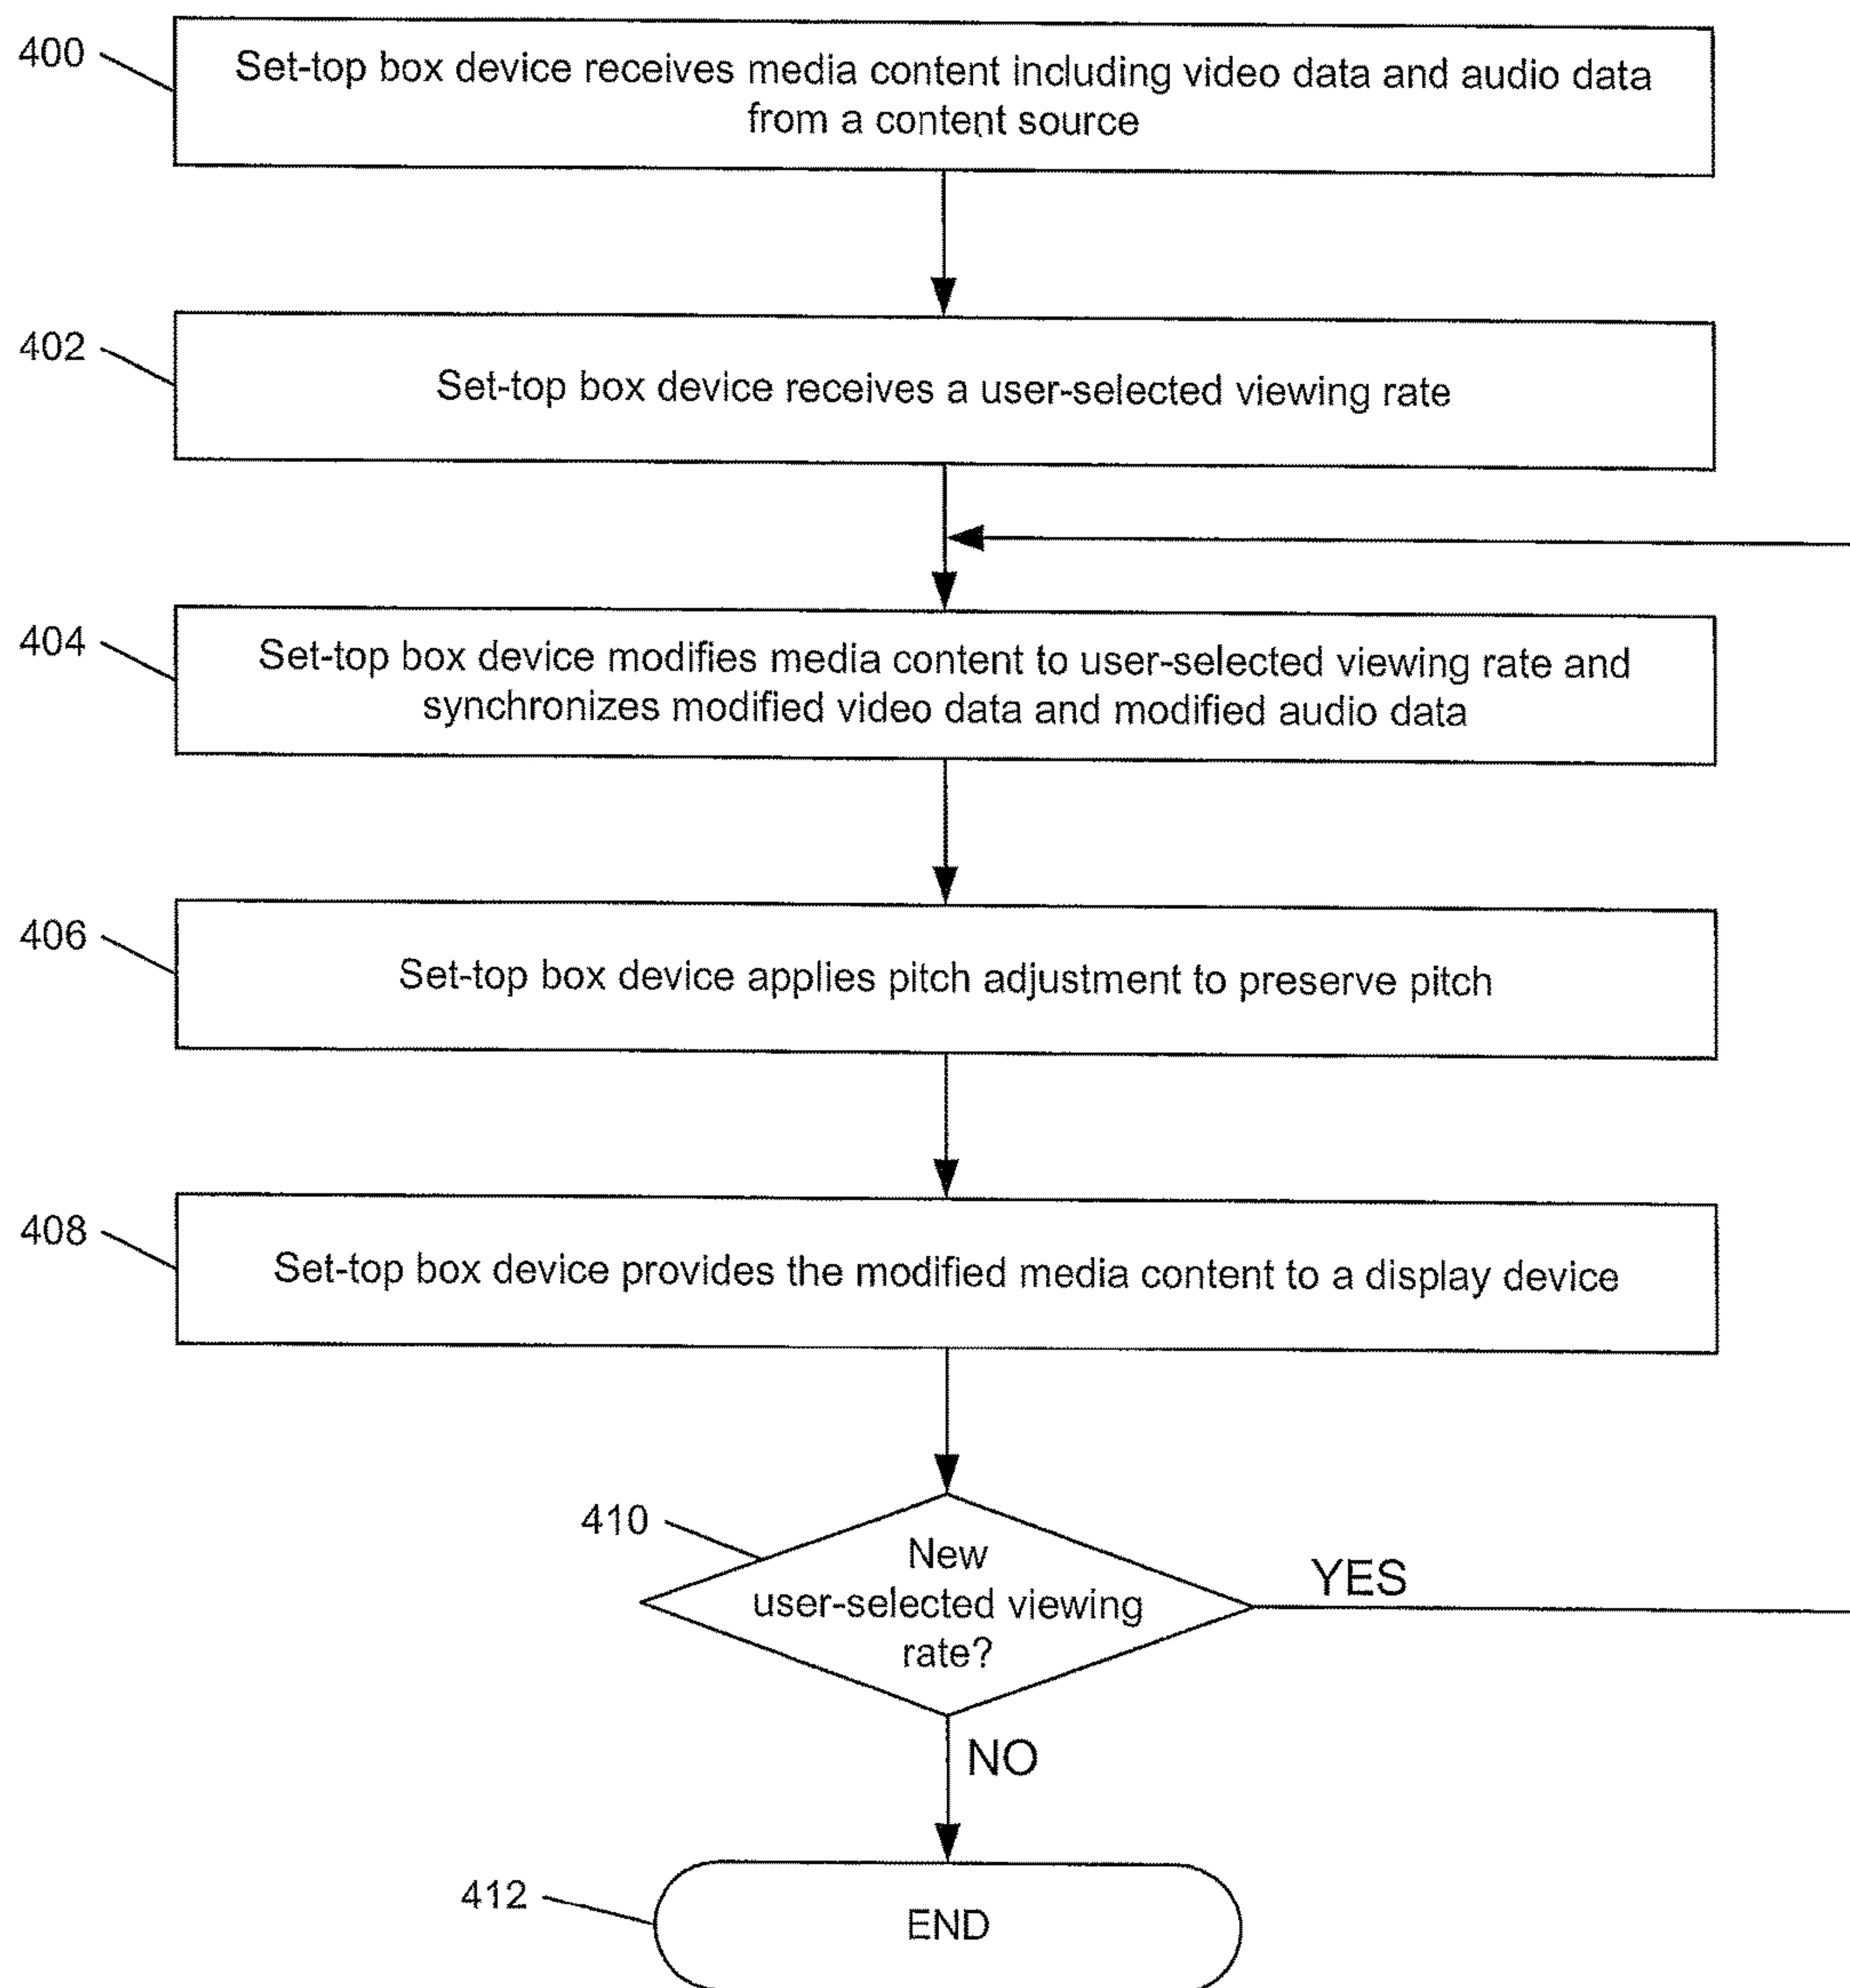 400
Set-top box device receives media content including video data and audio data
from a content source
402
Set-top box device receives a user-selected viewing rate
404
Set-top box device modifies media content to user-selected viewing rate and
synchronizes modified video data and modified audio data
406
Set-top box device applies pitch adjustment to preserve pitch
408
Set-top box device provides the modified media content to a display device
410
New
user-selected viewing
rate?
YES
NO
412
END